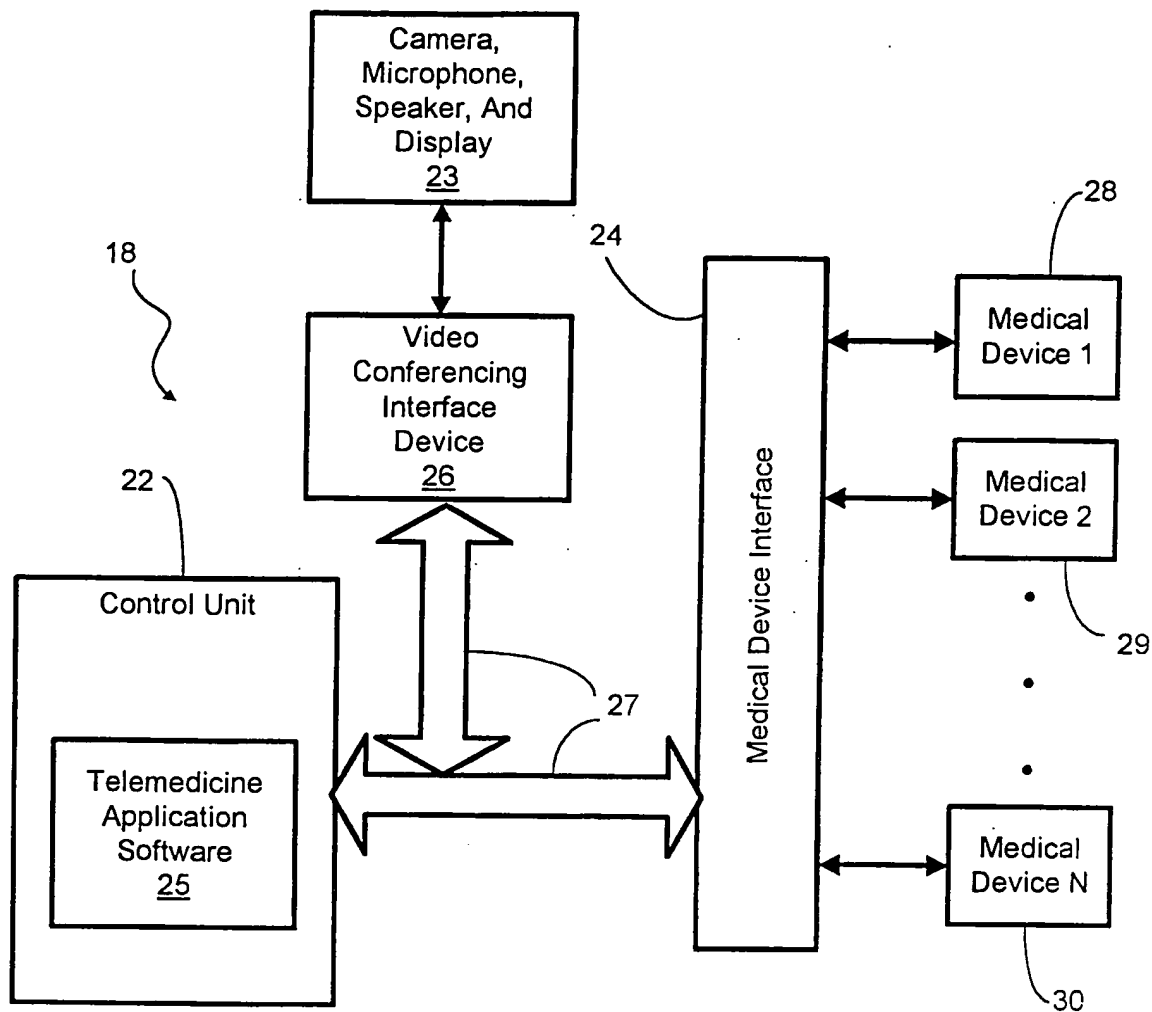 Camera,
Microphone,
Speaker, And
Display
23
18
Video
Conferencing
Interface
Device
26
24
28
Medical
Device 1
Medical
Device 2
29
Medical Device Interface
22
Control Unit
27
Telemedicine
Application
Software
25
Medical
Device N
30